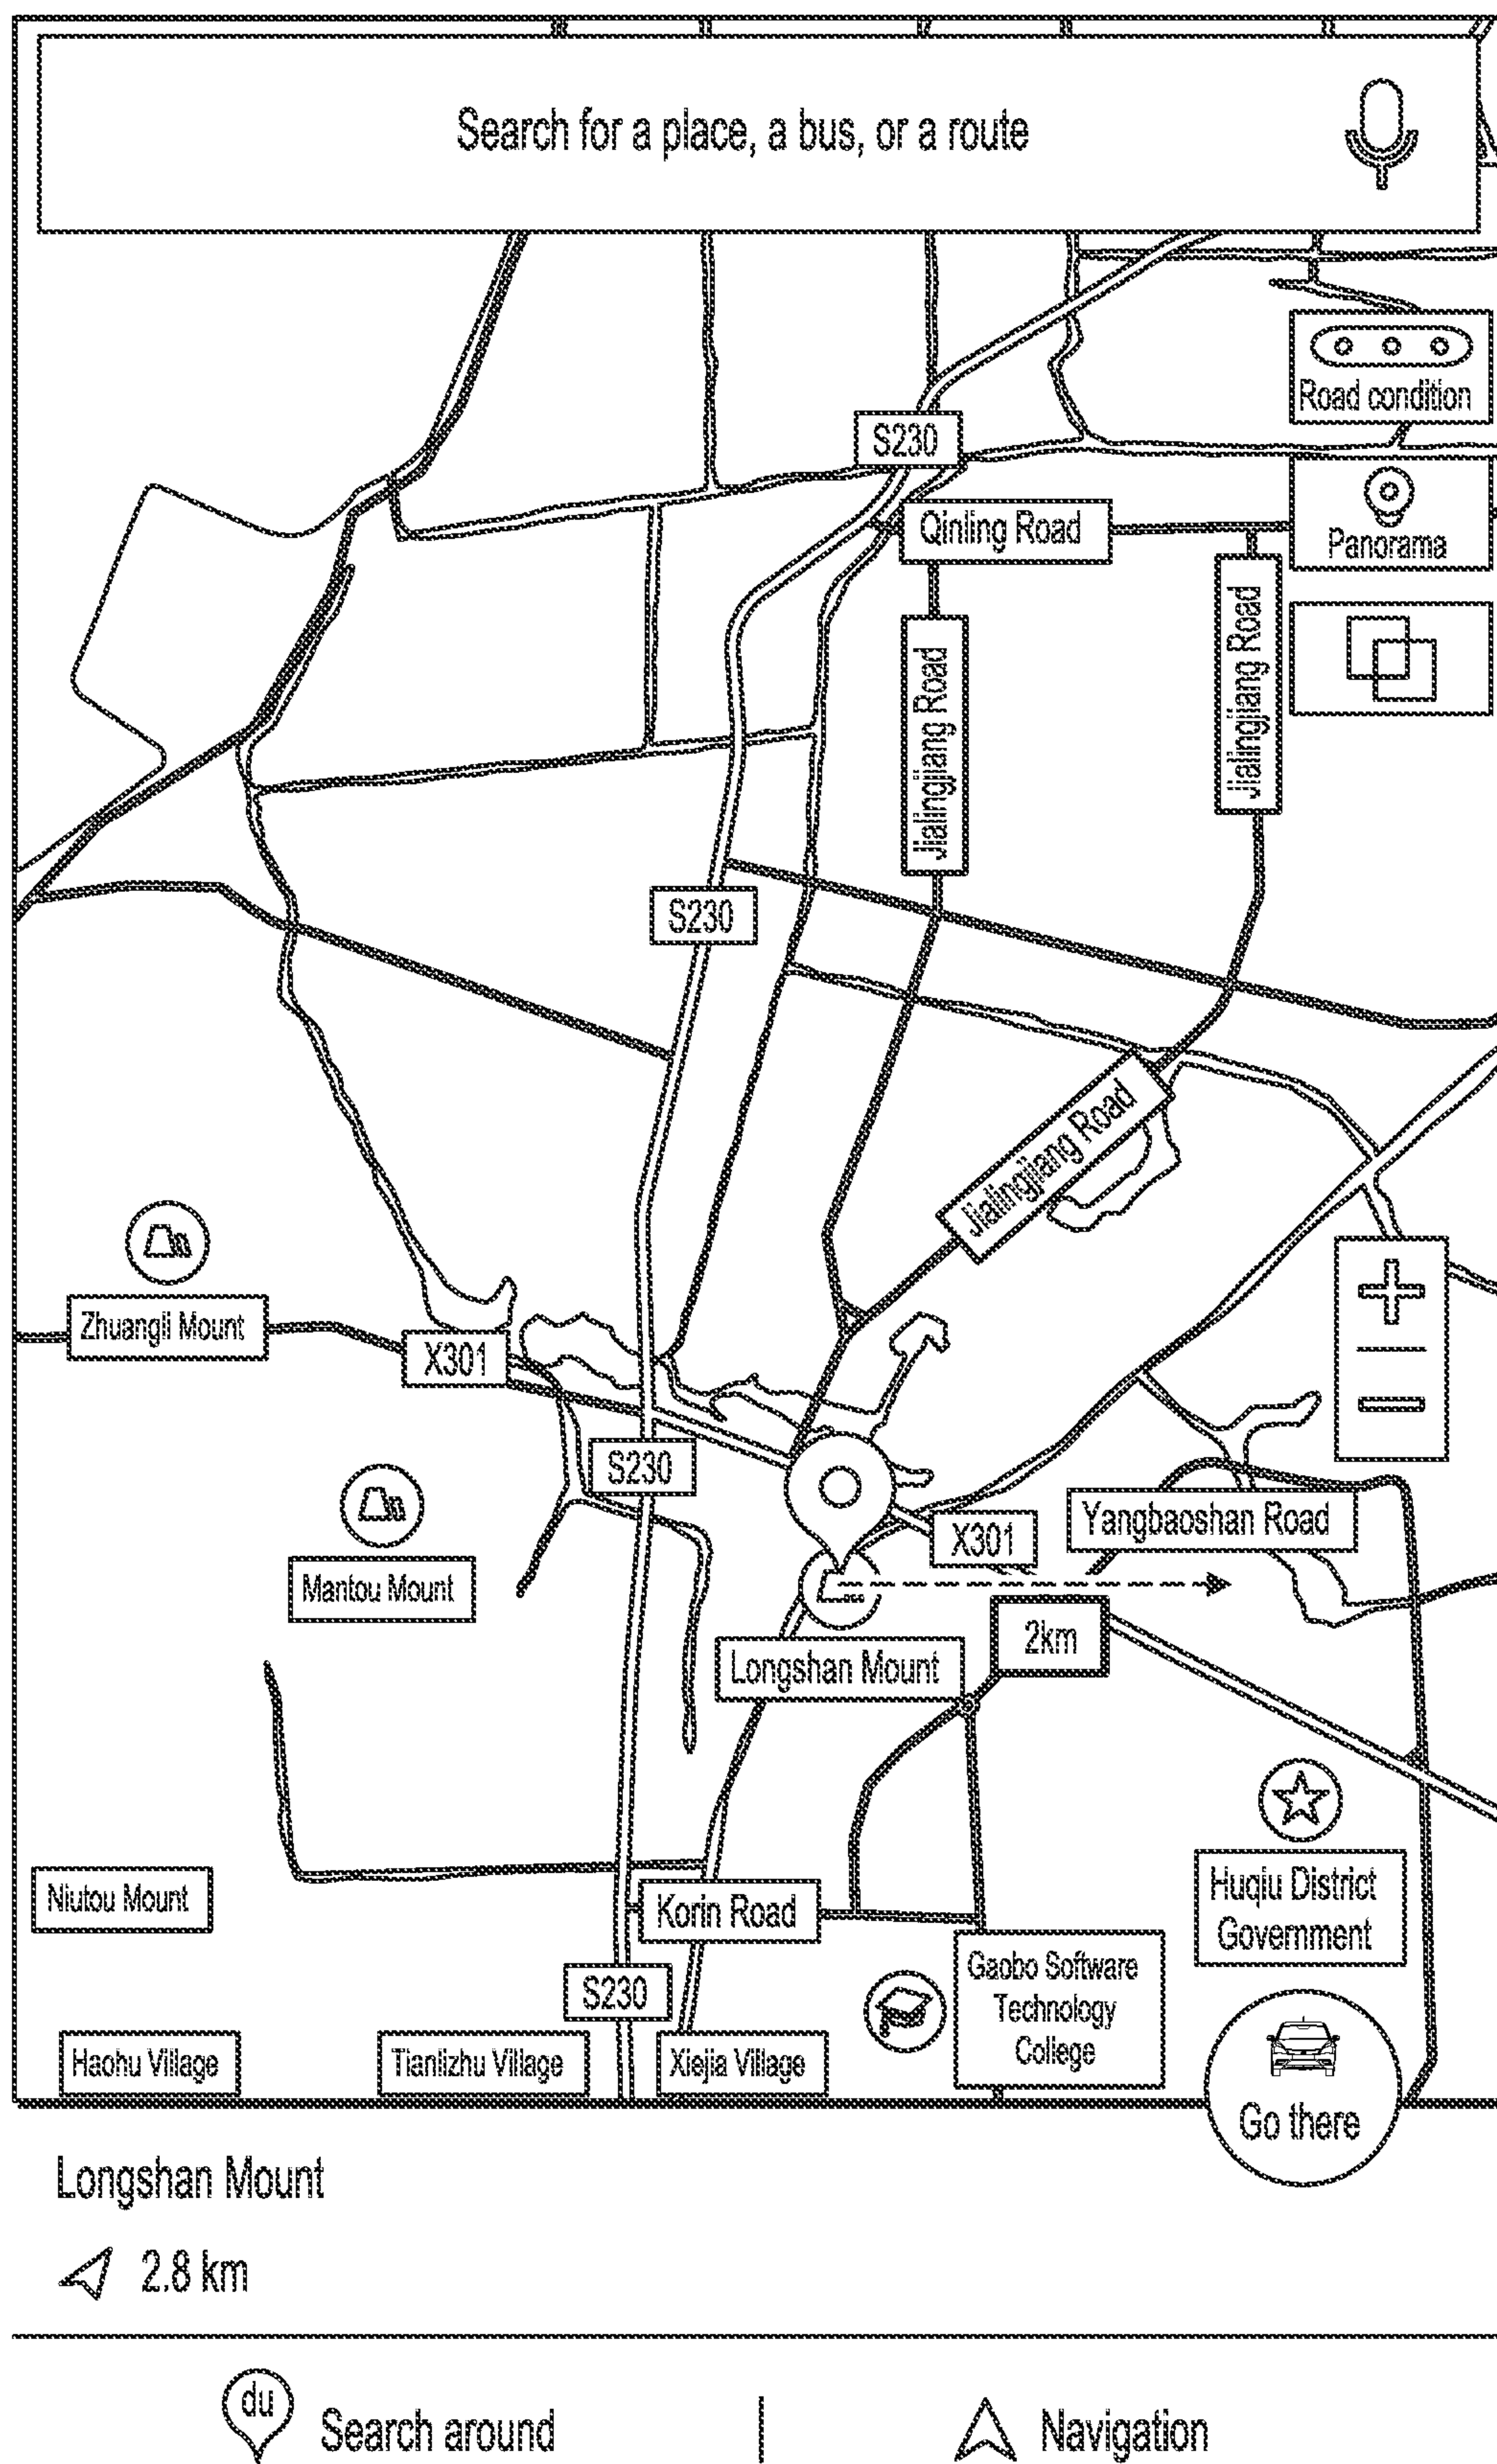 Search for a place, a bus, or a route
Road condition
S230
Qinling Road
Panorama
Jialingjiang Road
Jialingjiang Road
S230
Jialingjiang Road
Zhuangli Mount
X301
S230
Yangbaoshan Road
X301
Mantou Mount
2km
Longshan Mount
Huqiu District
Government
Niutou Mount
Korin Road
Gaobo Software
Technology
College
S230
Haohu Village
Tianlizhu Village
Xiejia Village
Go there
Longshan Mount
2.8 km
du
Search around
Navigation